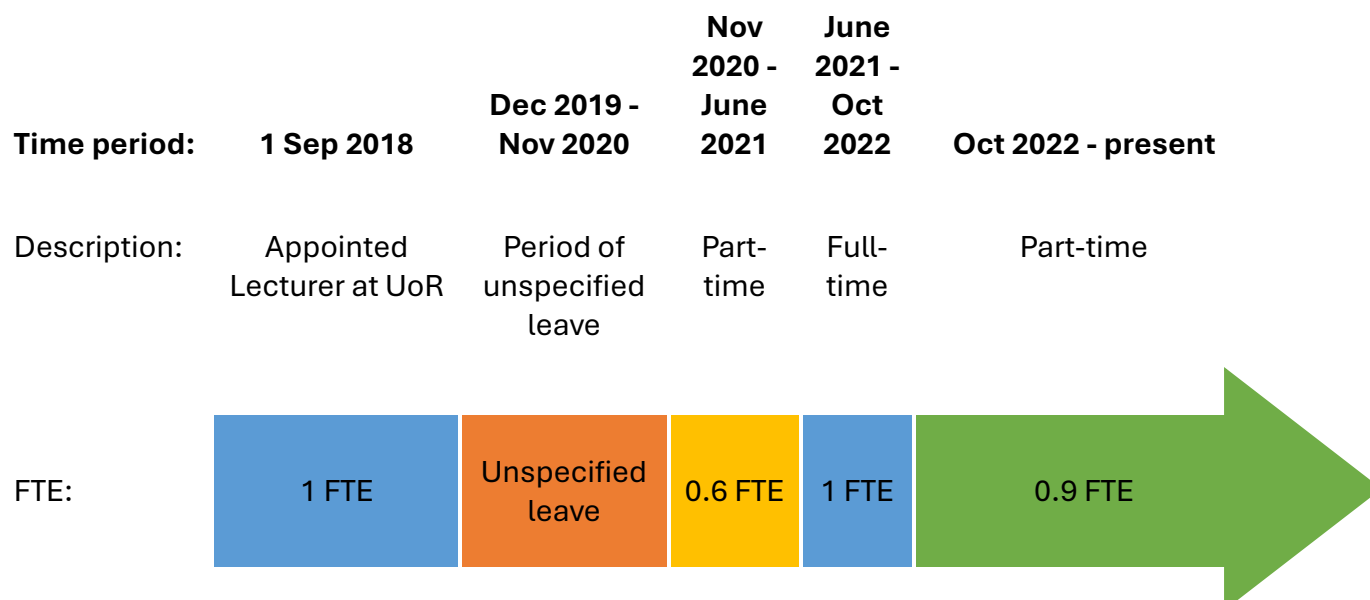 Time period:
1 Sep 2018
Dec 2019 -
Nov 2020
Nov
2020 -
June
2021
June
2021 -
Oct
2022
Oct 2022 - present
Description:
Appointed
Lecturer at UoR
Period of
unspecified
leave
Part-
time
Full-
time
Part-time
FTE:
1 FTE
Unspecified
leave
0.6 FTE
1 FTE
0.9 FTE